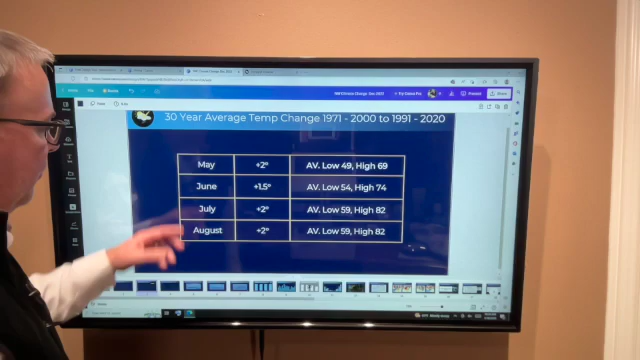 Share
30 Year Average Temp Change 1971 - 2000 to 1991 - 2020
May +2° AV. Low 49, High 69
June +1.5° AV. Low 54, High 74
July +2° AV. Low 59, High 82
August +2° AV. Low 59, High 82